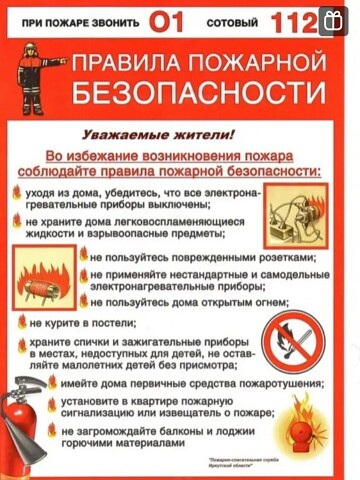 ПРИ ПОЖАРЕ ЗВОНИТЬ 01 СОТОВЫЙ 112
ПРАВИЛА ПОЖАРНОЙ
БЕЗОПАСНОСТИ
Уважаемые жители!
Во избежание возникновения пожара
соблюдайте правила пожарной безопасности:
уходя из дома, убедитесь, что все электрона-
гревательные приборы выключены;
не храните дома легковоспламеняющиеся
жидкости и взрывоопасные предметы;
не пользуйтесь поврежденными розетками;
не применяйте нестандартные и самодельные
электронагревательные приборы;
не пользуйтесь дома открытым огнем;
не курите в постели;
храните спички и зажигательные приборы
в местах, недоступных для детей, не остав-
ляйте малолетних детей без присмотра;
имейте дома первичные средства пожаротушения;
установите в квартире пожарную
сигнализацию или извещатель о пожаре;
не загромождайте балконы и лоджии
горючими материалами
"Пожарно-спасательная служба
Иркутской области"